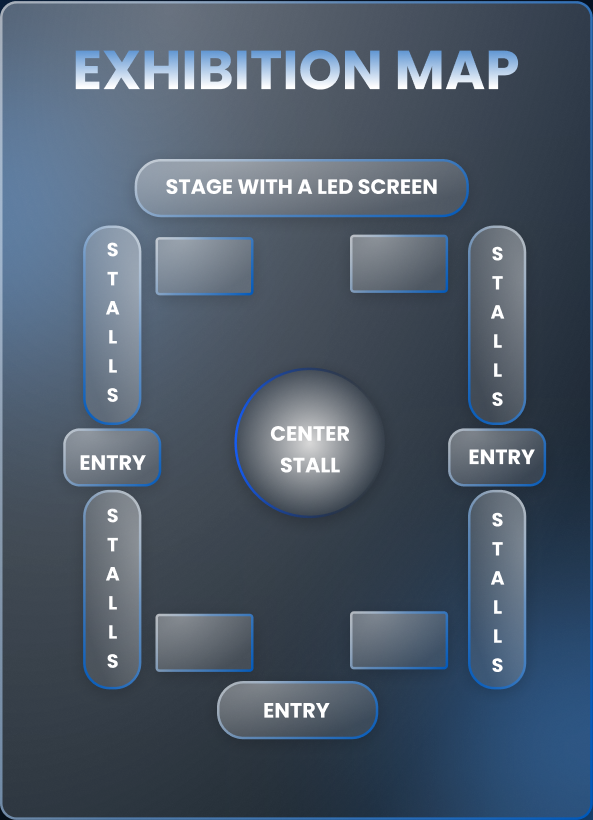 EXHIBITION MAP
STAGE WITH A LED SCREEN
STALLS
STALLS
CENTER
STALL
ENTRY
ENTRY
STALLS
STALLS
ENTRY